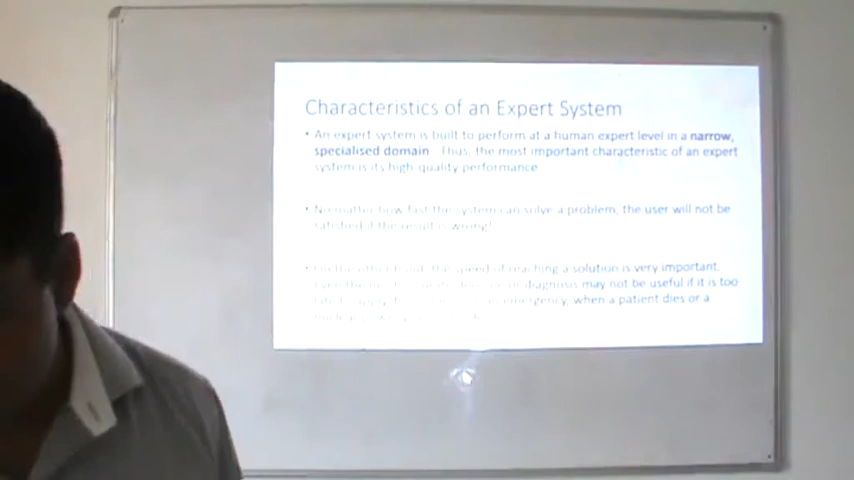 Characteristics of an Expert System
• An expert system is built to perform at a human expert level in a narrow,
specialised domain. Thus, the most important characteristic of an expert
system is its high-quality performance.
• No matter how fast the system can solve a problem, the user will not be
satisfied if the result is wrong!
• On the other hand, the speed of reaching a solution is very important.
diagnosis may not be useful if it is too
emergency, when a patient dies or a